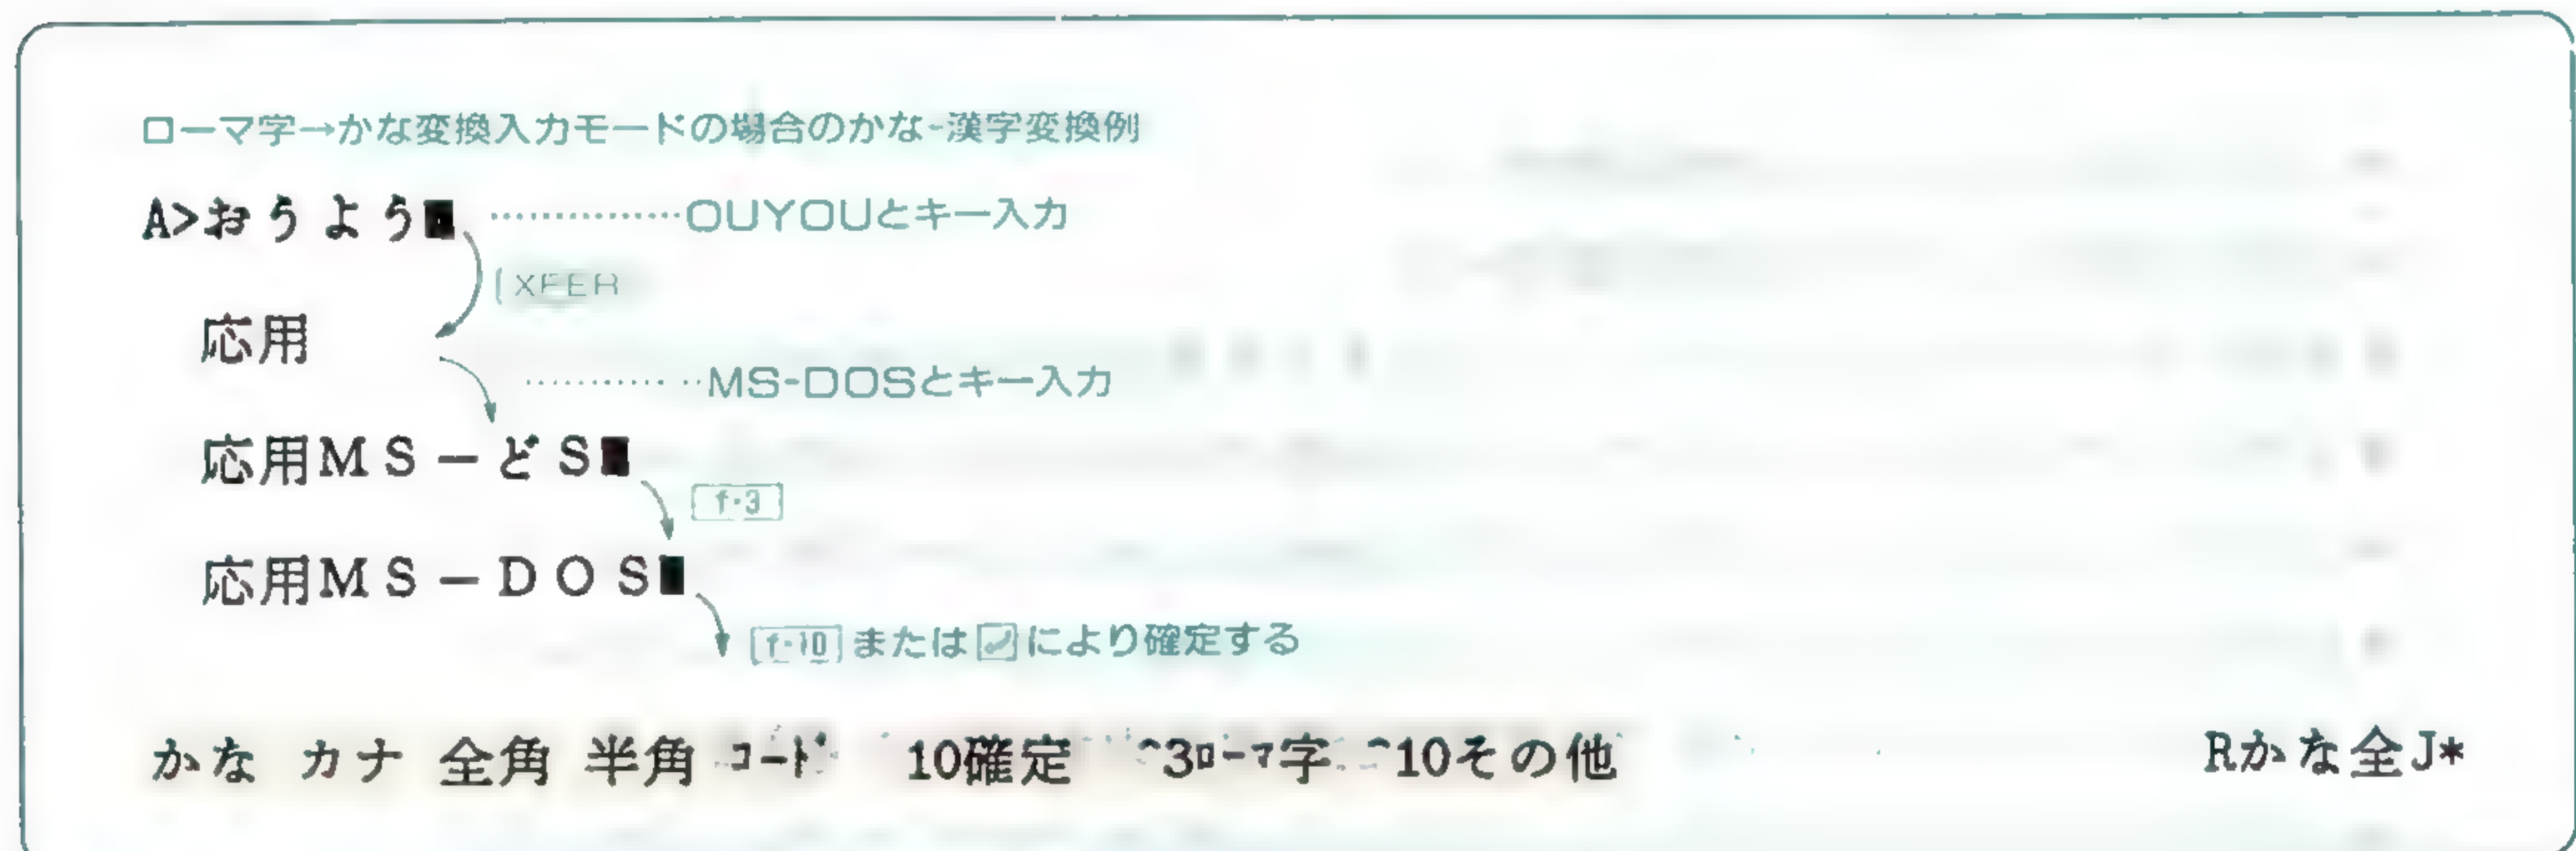 ローマ字→かな変換入力モードの場合のかな-漢字変換例
A>おうよう■ ‥‥‥‥‥‥OUYOUとキー入力
XFER
応用
‥‥‥‥‥‥MS-DOSとキー入力
応用MS-どS■
f・3
応用MS-DOS■
f・10 または↵により確定する
かな カナ 全角 半角 コード 10確定 ^3ローマ字 ^10その他 Rかな全J*